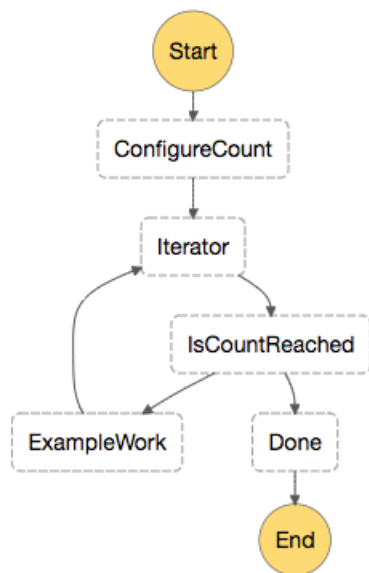 Start
ConfigureCount
Iterator
IsCountReached
ExampleWork
Done
End